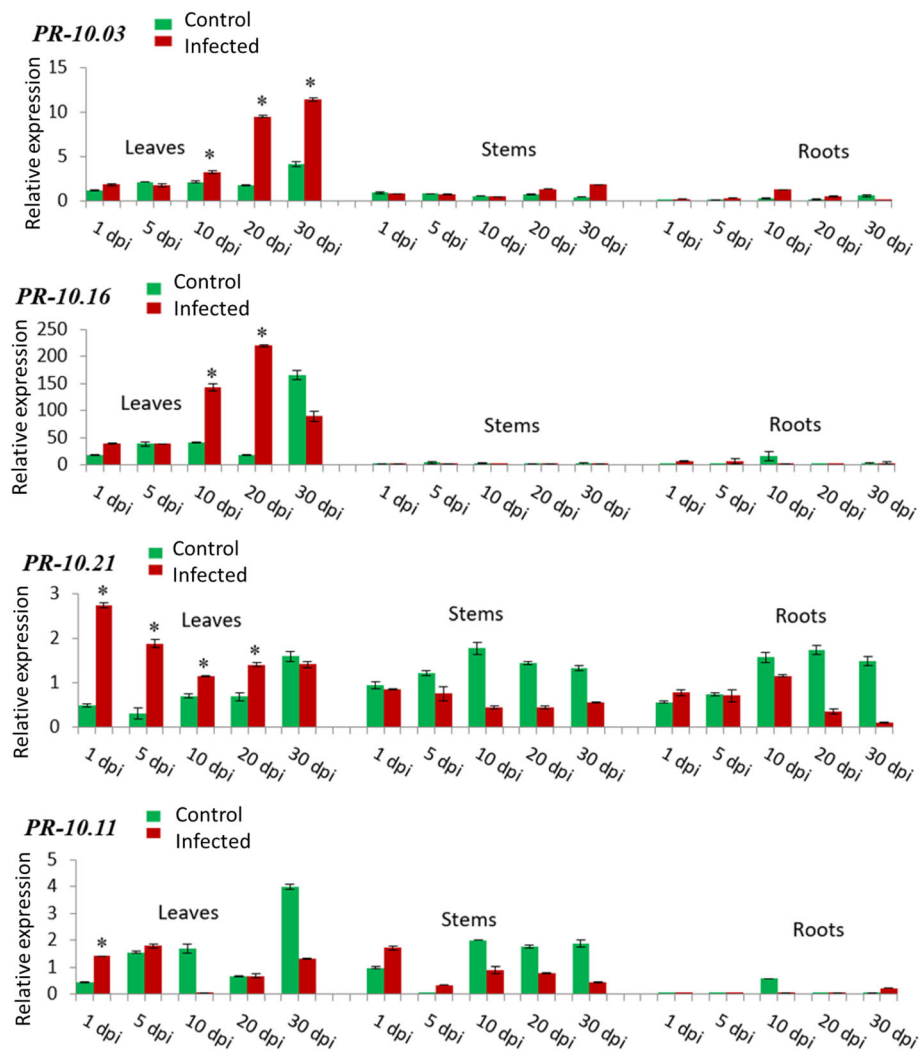 PR-10.03
Control
Infected
Relative expression
15
10
5
0
Leaves
Stems
Roots
* * *
1 dpi 5 dpi 10 dpi 20 dpi 30 dpi 1 dpi 5 dpi 10 dpi 20 dpi 30 dpi 1 dpi 5 dpi 10 dpi 20 dpi 30 dpi
PR-10.16
Control
Infected
Relative expression
250
200
150
100
50
0
Leaves
Stems
Roots
* *
1 dpi 5 dpi 10 dpi 20 dpi 30 dpi 1 dpi 5 dpi 10 dpi 20 dpi 30 dpi 1 dpi 5 dpi 10 dpi 20 dpi 30 dpi
PR-10.21
Control
Infected
Relative expression
3
2
1
0
Leaves
Stems
Roots
* * * *
1 dpi 5 dpi 10 dpi 20 dpi 30 dpi 1 dpi 5 dpi 10 dpi 20 dpi 30 dpi 1 dpi 5 dpi 10 dpi 20 dpi 30 dpi
PR-10.11
Control
Infected
Relative expression
5
4
3
2
1
0
Leaves
Stems
Roots
*
1 dpi 5 dpi 10 dpi 20 dpi 30 dpi 1 dpi 5 dpi 10 dpi 20 dpi 30 dpi 1 dpi 5 dpi 10 dpi 20 dpi 30 dpi